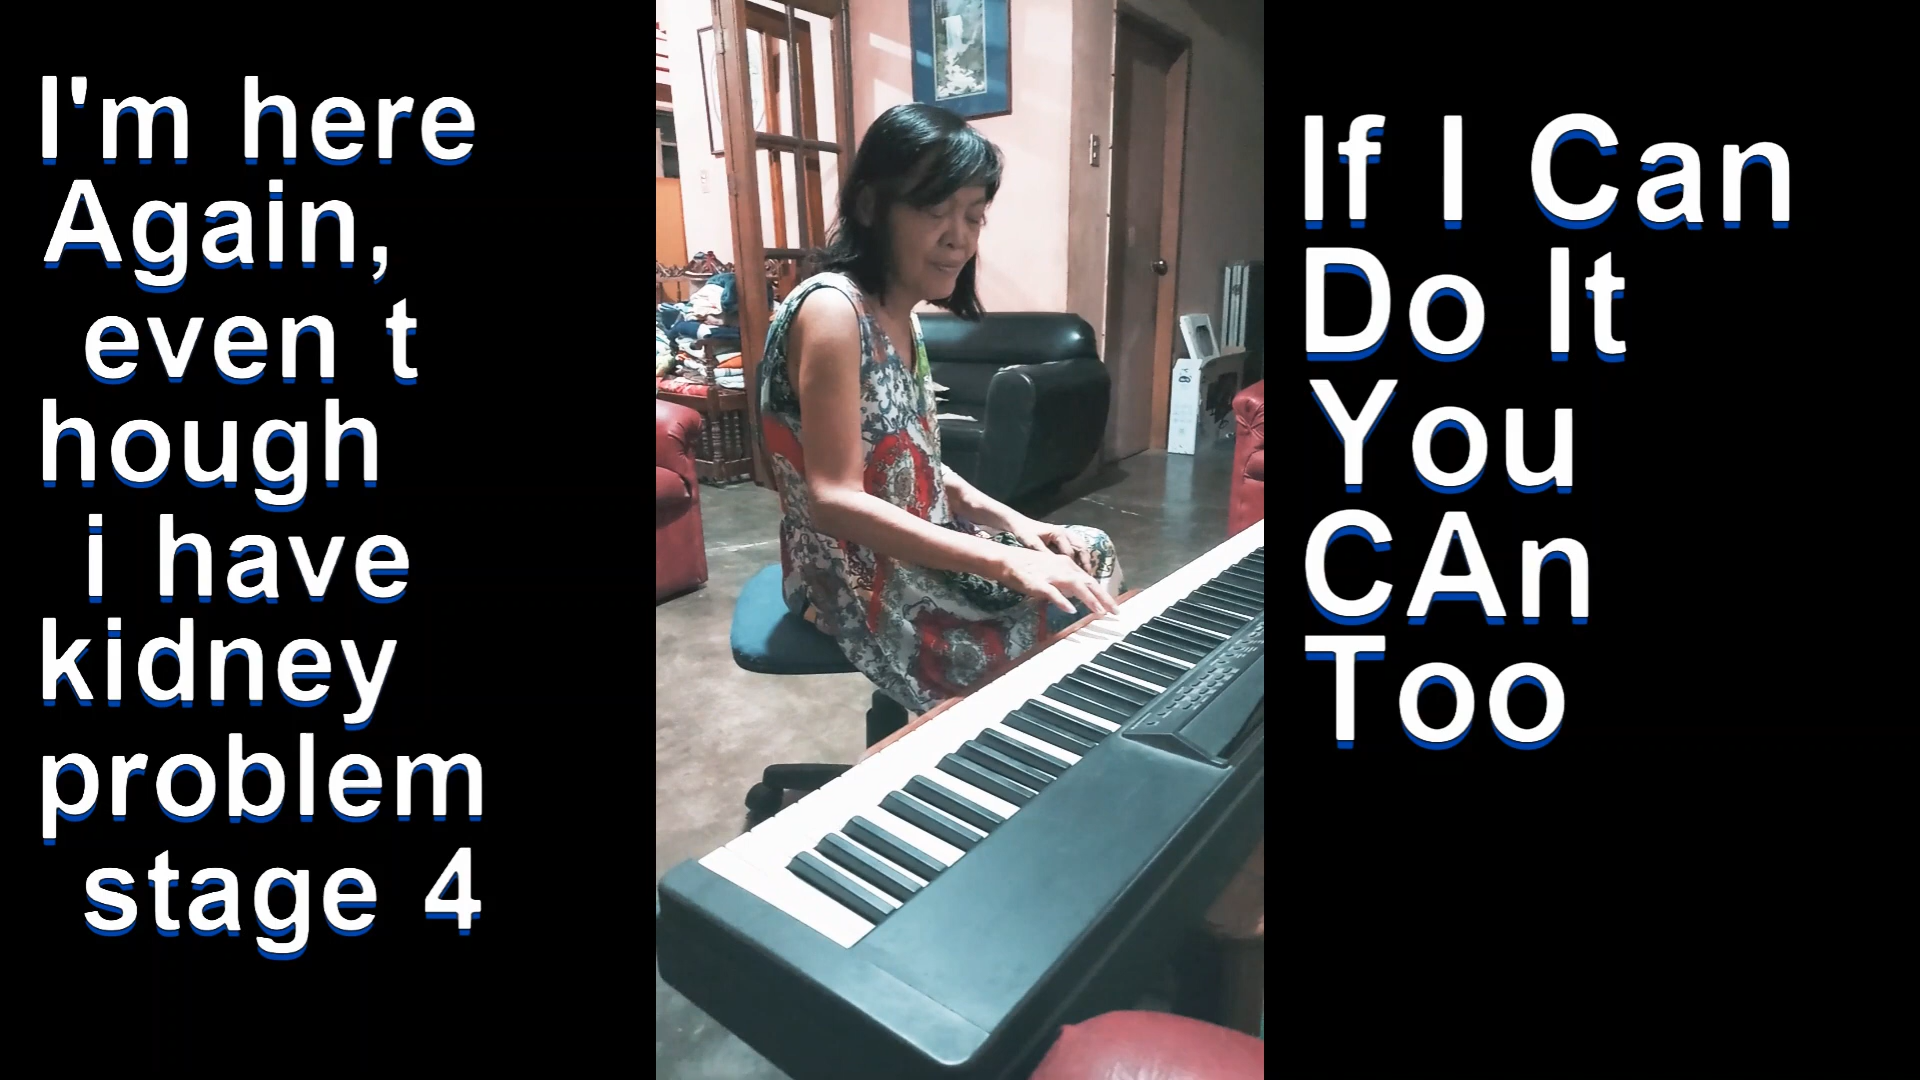 I'm here
Again,
even t
hough
i have
kidney
problem
stage 4
If I Can
Do It
You
CAn
Too